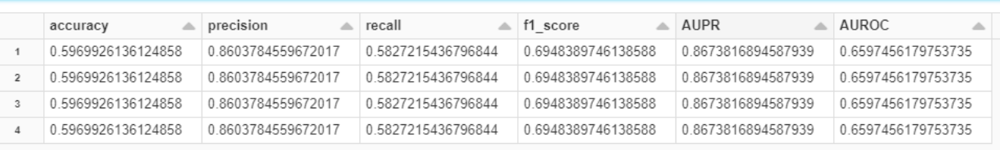 accuracy precision recall f1_score AUPR AUROC
1 0.5969926136124858 0.8603784559672017 0.5827215436796844 0.6948389746138588 0.8673816894587939 0.6597456179753735
2 0.5969926136124858 0.8603784559672017 0.5827215436796844 0.6948389746138588 0.8673816894587939 0.6597456179753735
3 0.5969926136124858 0.8603784559672017 0.5827215436796844 0.6948389746138588 0.8673816894587939 0.6597456179753735
4 0.5969926136124858 0.8603784559672017 0.5827215436796844 0.6948389746138588 0.8673816894587939 0.6597456179753735